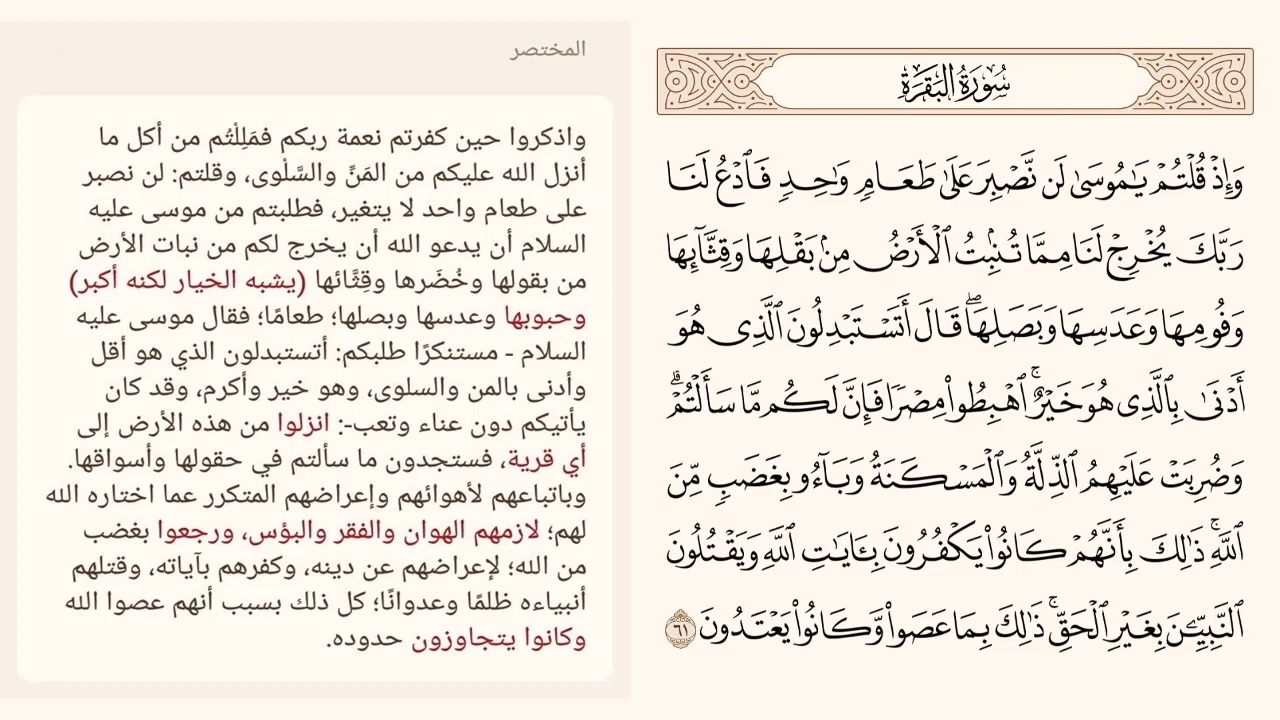 سُورَةُ البَقَرَةِ
وَإِذۡ قُلۡتُمۡ يَٰمُوسَىٰ لَن نَّصۡبِرَ عَلَىٰ طَعَامٖ وَٰحِدٖ فَٱدۡعُ لَنَا
رَبَّكَ يُخۡرِجۡ لَنَا مِمَّا تُنۢبِتُ ٱلۡأَرۡضُ مِنۢ بَقۡلِهَا وَقِثَّآئِهَا
وَفُومِهَا وَعَدَسِهَا وَبَصَلِهَاۖ قَالَ أَتَسۡتَبۡدِلُونَ ٱلَّذِي هُوَ
أَدۡنَىٰ بِٱلَّذِي هُوَ خَيۡرٌۚ ٱهۡبِطُواْ مِصۡرٗا فَإِنَّ لَكُم مَّا سَأَلۡتُمۡۗ
وَضُرِبَتۡ عَلَيۡهِمُ ٱلذِّلَّةُ وَٱلۡمَسۡكَنَةُ وَبَآءُو بِغَضَبٖ مِّنَ
ٱللَّهِۚ ذَٰلِكَ بِأَنَّهُمۡ كَانُواْ يَكۡفُرُونَ بِـَٔايَٰتِ ٱللَّهِ وَيَقۡتُلُونَ
ٱلنَّبِيِّـۧنَ بِغَيۡرِ ٱلۡحَقِّۚ ذَٰلِكَ بِمَا عَصَواْ وَّكَانُواْ يَعۡتَدُونَ ٦١
المختصر
واذكروا حين كفرتم نعمة ربكم فمَلِلْتُم من أكل ما
أنزل الله عليكم من المَنِّ والسَّلْوى، وقلتم: لن نصبر
على طعام واحد لا يتغير، فطلبتم من موسى عليه
السلام أن يدعو الله أن يخرج لكم من نبات الأرض
من بقولها وخُضَرها وقِثَّائها (يشبه الخيار لكنه أكبر)
وحبوبها وعدسها وبصلها؛ طعامًا؛ فقال موسى عليه
السلام - مستنكرًا طلبكم: أتستبدلون الذي هو أقل
وأدنى بالمن والسلوى، وهو خير وأكرم، وقد كان
يأتيكم دون عناء وتعب-: انزلوا من هذه الأرض إلى
أي قرية، فستجدون ما سألتم في حقولها وأسواقها.
وباتباعهم لأهوائهم وإعراضهم المتكرر عما اختاره الله
لهم؛ لازمهم الهوان والفقر والبؤس، ورجعوا بغضب
من الله؛ لإعراضهم عن دينه، وكفرهم بآياته، وقتلهم
أنبياءه ظلمًا وعدوانًا؛ كل ذلك بسبب أنهم عصوا الله
وكانوا يتجاوزون حدوده.